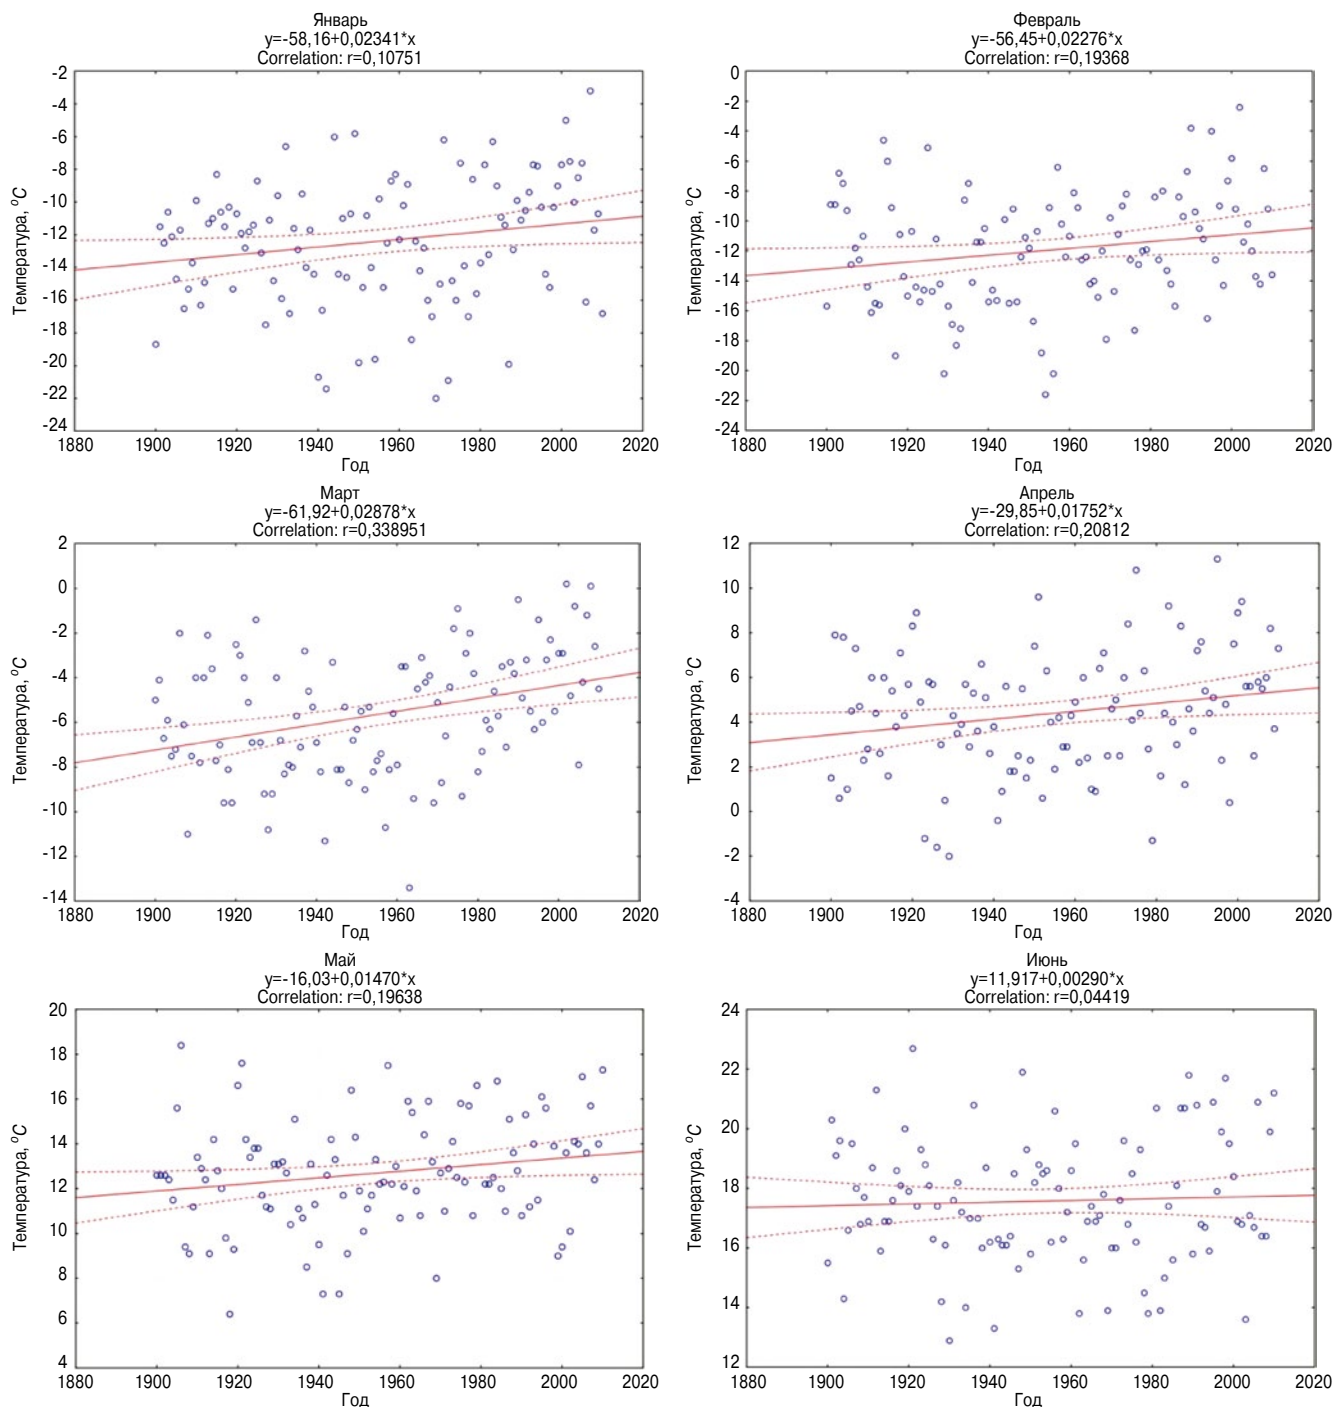 Январь
y=-58,16+0,02341*x
Correlation: r=0,10751
-2
-4
-6
-8
-10
-12
-14
-16
-18
-20
-22
-24
Температура, °C
1880 1900 1920 1940 1960 1980 2000 2020
Год
Февраль
y=-56,45+0,02276*x
Correlation: r=0,19368
0
-2
-4
-6
-8
-10
-12
-14
-16
-18
-20
-22
-24
Температура, °C
1880 1900 1920 1940 1960 1980 2000 2020
Год
Март
y=-61,92+0,02878*x
Correlation: r=0,338951
2
0
-2
-4
-6
-8
-10
-12
-14
Температура, °C
1880 1900 1920 1940 1960 1980 2000 2020
Год
Апрель
y=-29,85+0,01752*x
Correlation: r=0,20812
12
10
8
6
4
2
0
-2
-4
Температура, °C
1880 1900 1920 1940 1960 1980 2000 2020
Год
Май
y=-16,03+0,01470*x
Correlation: r=0,19638
20
18
16
14
12
10
8
6
4
Температура, °C
1880 1900 1920 1940 1960 1980 2000 2020
Год
Июнь
y=11,917+0,00290*x
Correlation: r=0,04419
24
22
20
18
16
14
12
Температура, °C
1880 1900 1920 1940 1960 1980 2000 2020
Год